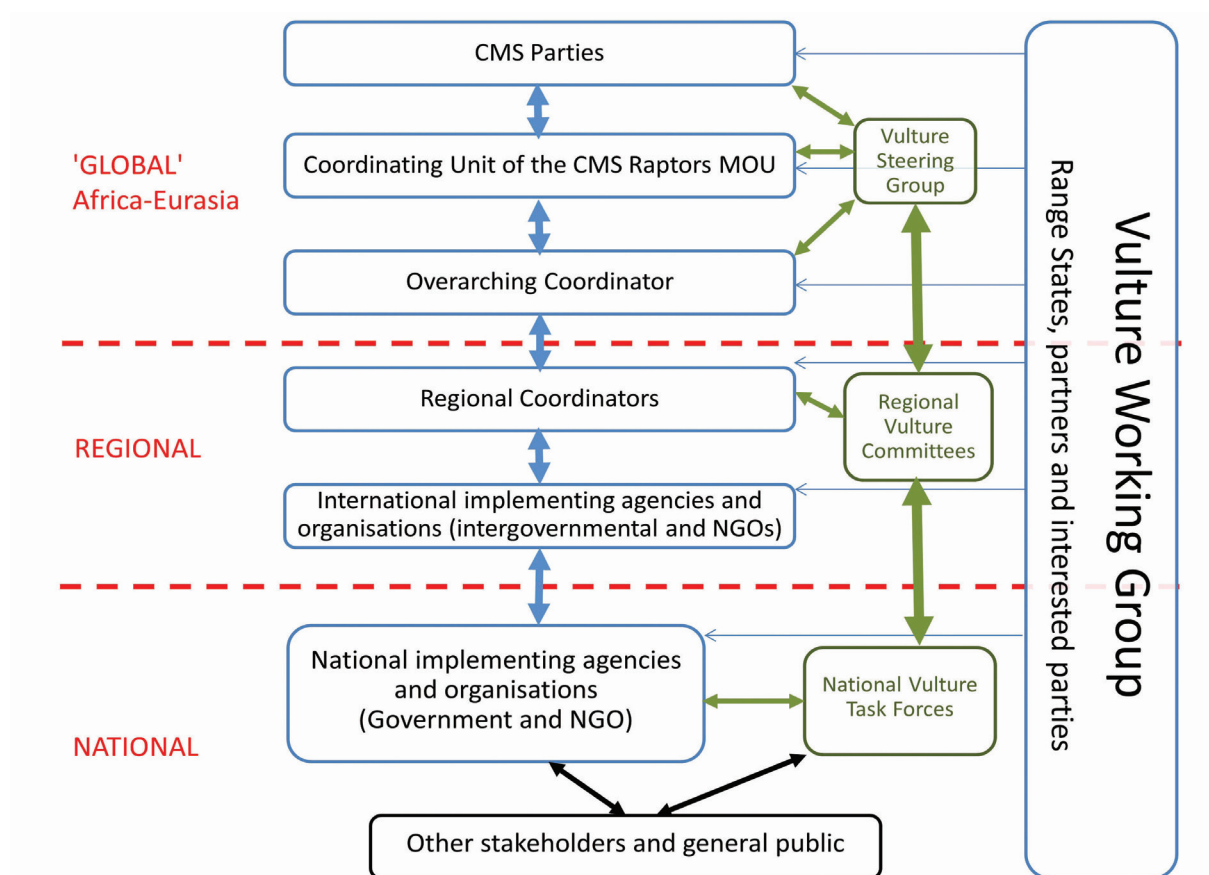 CMS Parties
'GLOBAL'
Africa-Eurasia
Coordinating Unit of the CMS Raptors MOU
Vulture
Steering
Group
Overarching Coordinator
REGIONAL
Regional Coordinators
Regional
Vulture
Committees
International implementing agencies and
organisations (intergovernmental and NGOs)
NATIONAL
National implementing agencies
and organisations
(Government and NGO)
National Vulture
Task Forces
Other stakeholders and general public
Vulture Working Group
Range States, partners and interested parties